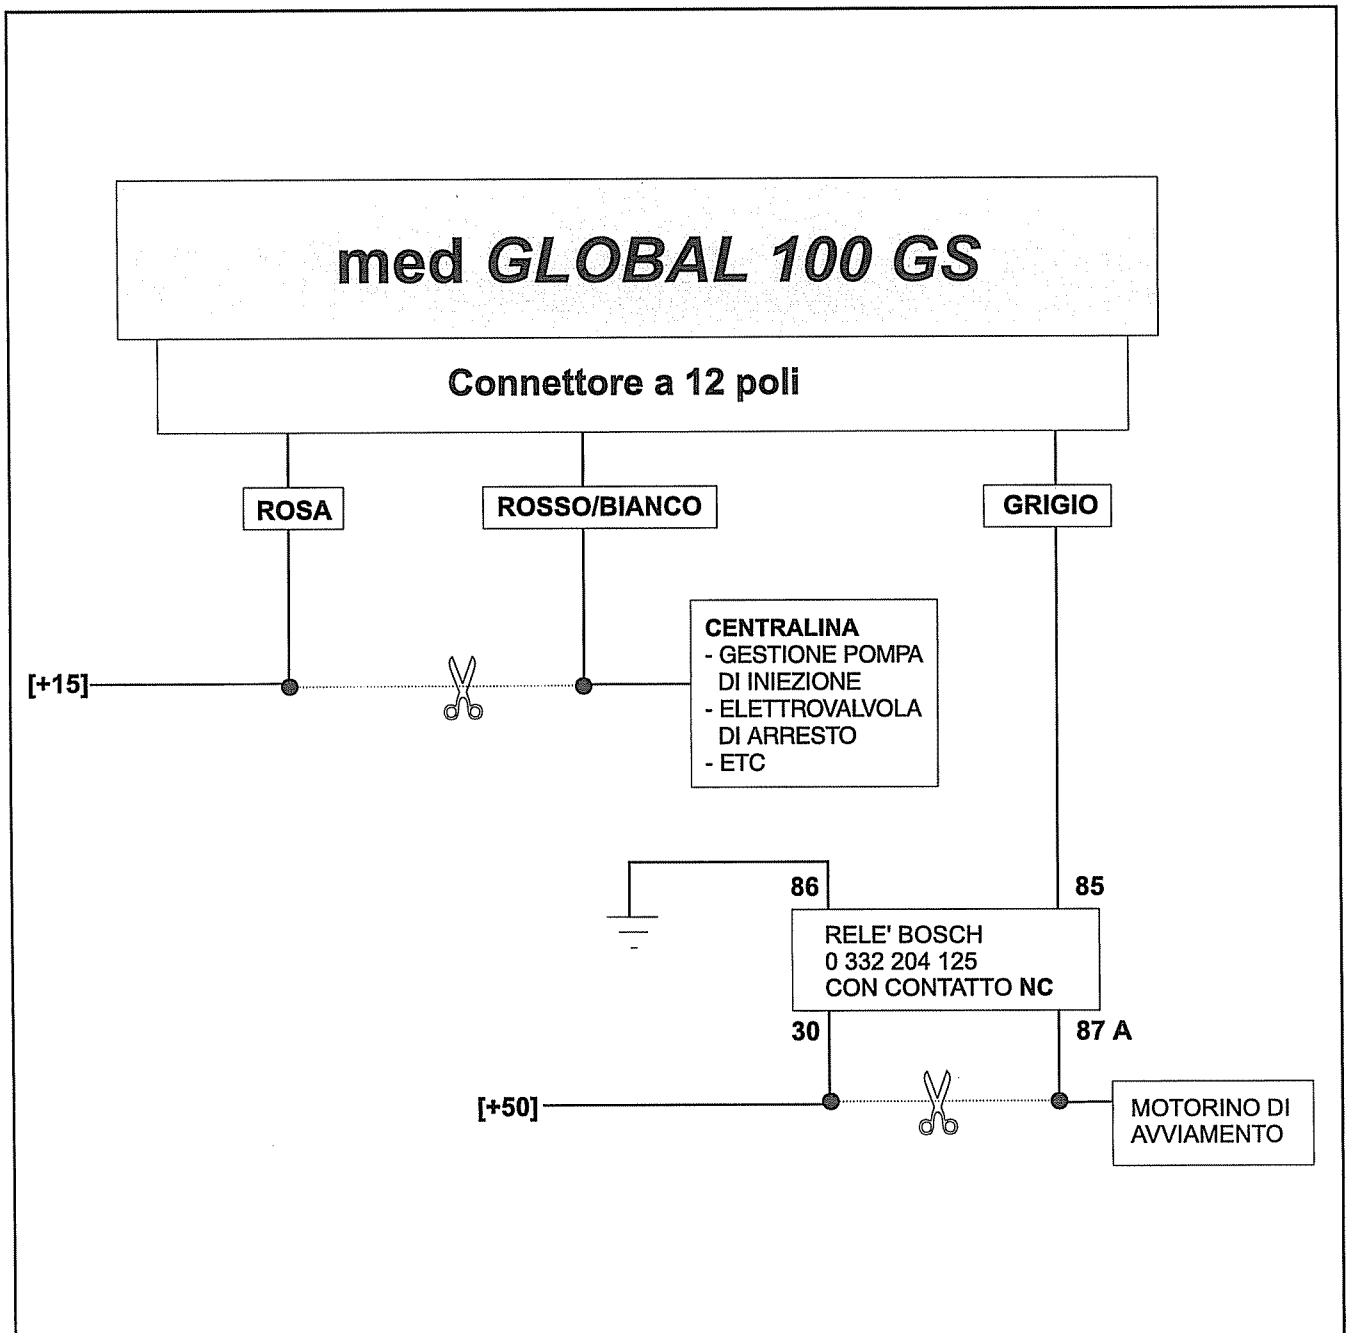 med GLOBAL 100 GS
Connettore a 12 poli
ROSA
ROSSO/BIANCO
GRIGIO
[+15]
CENTRALINA
- GESTIONE POMPA
DI INIEZIONE
- ELETTROVALVOLA
DI ARRESTO
- ETC
86
85
RELE' BOSCH
0 332 204 125
CON CONTATTO NC
30
87 A
[+50]
MOTORINO DI
AVVIAMENTO